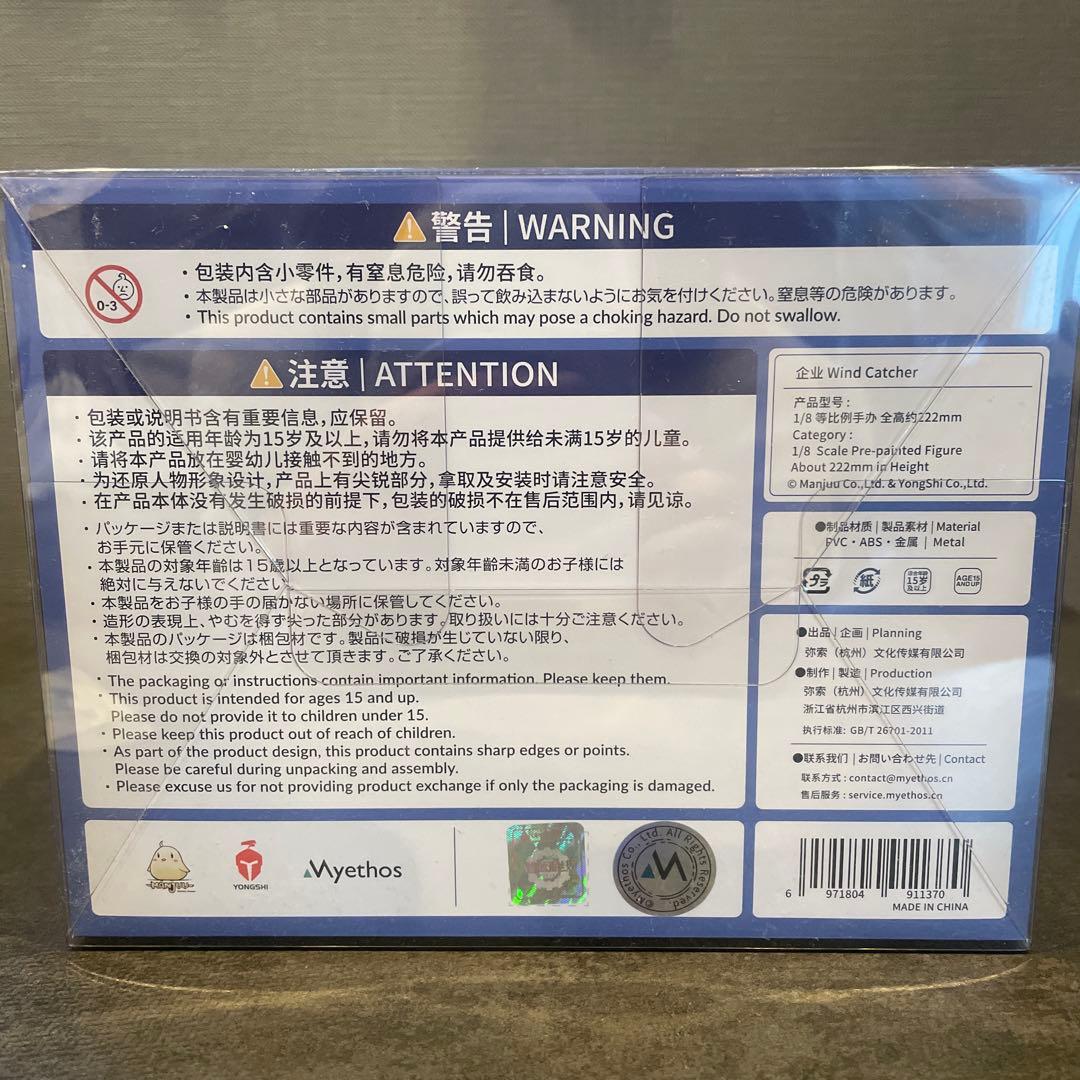 警告 | WARNING
0-3
・包装内含小零件，有窒息危险，请勿吞食。
・本製品は小さな部品がありますので、誤って飲み込まないようにお気を付けください。窒息等の危険があります。
・This product contains small parts which may pose a choking hazard. Do not swallow.
注意 | ATTENTION
・包装或说明书含有重要信息，应保留。
・该产品的适用年龄为15岁及以上，请勿将本产品提供给未满15岁的儿童。
・请将本产品放在婴幼儿接触不到的地方。
・为还原人物形象设计，产品上有尖锐部分，拿取及安装时请注意安全。
・在产品本体没有发生破损的前提下，包装的破损不在售后范围内，请见谅。
・パッケージまたは説明書には重要な内容が含まれていますので、
お手元に保管ください。
・本製品の対象年齢は15歳以上となっています。対象年齢未満のお子様には
絶対に与えないでください。
・本製品をお子様の手の届かない場所に保管してください。
・造形の表現上、やむを得ず尖った部分があります。取り扱いには十分ご注意ください。
・本製品のパッケージは梱包材です。製品に破損が生じていない限り、
梱包材は交換の対象外とさせて頂きます。ご了承ください。
・The packaging or instructions contain important information. Please keep them.
・This product is intended for ages 15 and up.
Please do not provide it to children under 15.
・Please keep this product out of reach of children.
・As part of the product design, this product contains sharp edges or points.
Please be careful during unpacking and assembly.
・Please excuse us for not providing product exchange if only the packaging is damaged.
企业 Wind Catcher
产品型号：
1/8 等比例手办 全高约222mm
Category :
1/8 Scale Pre-painted Figure
About 222mm in Height
© Manjuu Co.,Ltd. & YongShi Co.,Ltd.
●制品材质 | 製品素材 | Material
PVC・ABS・金属 | Metal
プラ
紙
対象年齢
15岁
及以上
AGE15
AND UP
●出品 | 企画 | Planning
弥索（杭州）文化传媒有限公司
●制作 | 製造 | Production
弥索（杭州）文化传媒有限公司
浙江省杭州市滨江区西兴街道
执行标准: GB/T 26701-2011
●联系我们 | お問い合わせ先 | Contact
联系方式 : contact@myethos.cn
售后服务 : service.myethos.cn
MANJUU
YONGSHI
Myethos
©Myethos Co., Ltd. All Rights Reserved
6 971804 911370
MADE IN CHINA